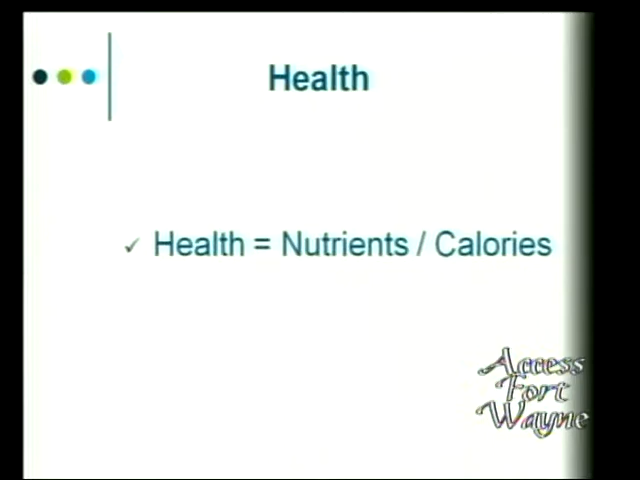 Health
✓ Health = Nutrients / Calories
Access
Fort
Wayne